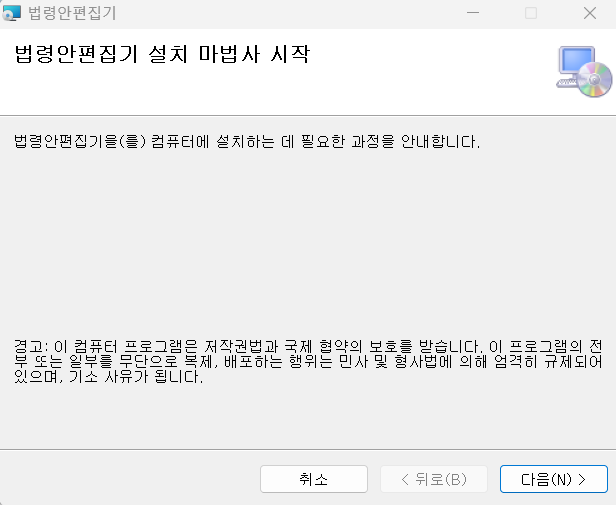 법령안편집기
법령안편집기 설치 마법사 시작
법령안편집기을(를) 컴퓨터에 설치하는 데 필요한 과정을 안내합니다.
경고: 이 컴퓨터 프로그램은 저작권법과 국제 협약의 보호를 받습니다. 이 프로그램의 전
부 또는 일부를 무단으로 복제, 배포하는 행위는 민사 및 형사법에 의해 엄격히 규제되어
있으며, 기소 사유가 됩니다.
취소
< 뒤로(B)
다음(N) >